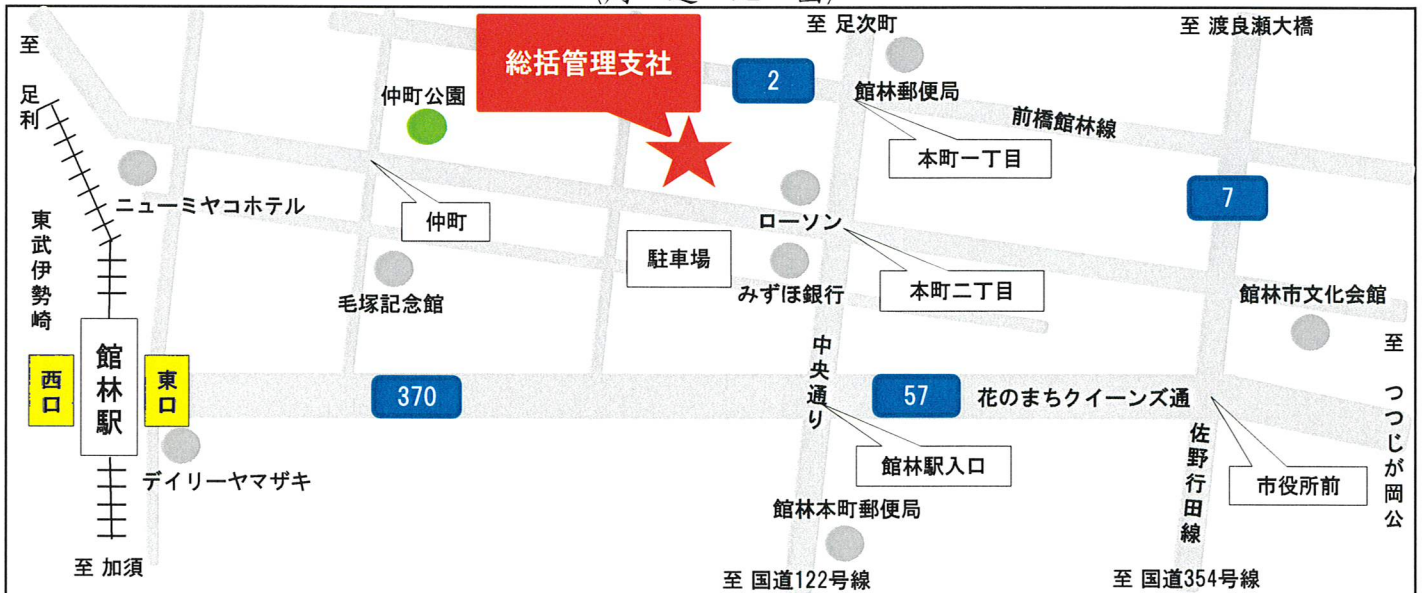 至 足利
総括管理支社
至 足次町
至 渡良瀬大橋
2
仲町公園
館林郵便局
前橋館林線
本町一丁目
7
ニューミヤコホテル
仲町
ローソン
東武伊勢崎
駐車場
毛塚記念館
みずほ銀行
本町二丁目
館林市文化会館
至 つつじが岡公
西口
館林駅
東口
370
中央通り
57
花のまちクイーンズ通
デイリーヤマザキ
館林駅入口
佐野行田線
市役所前
館林本町郵便局
至 加須
至 国道122号線
至 国道354号線